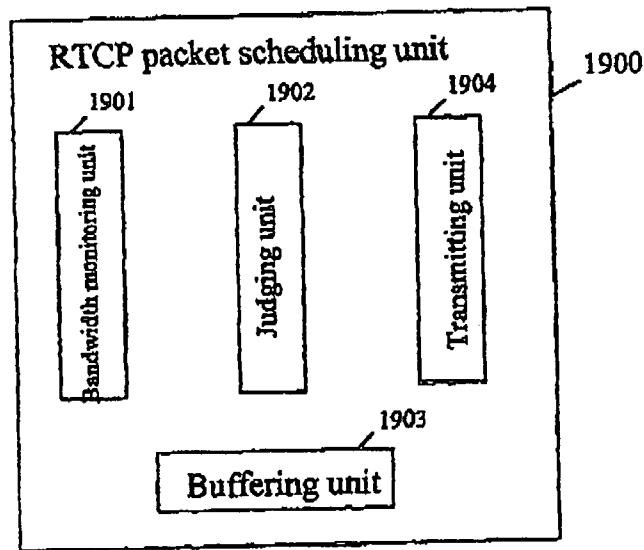 RTCP packet scheduling unit
1900
1901
1902
1904
Bandwidth monitoring unit
Judging unit
Transmitting unit
1903
Buffering unit